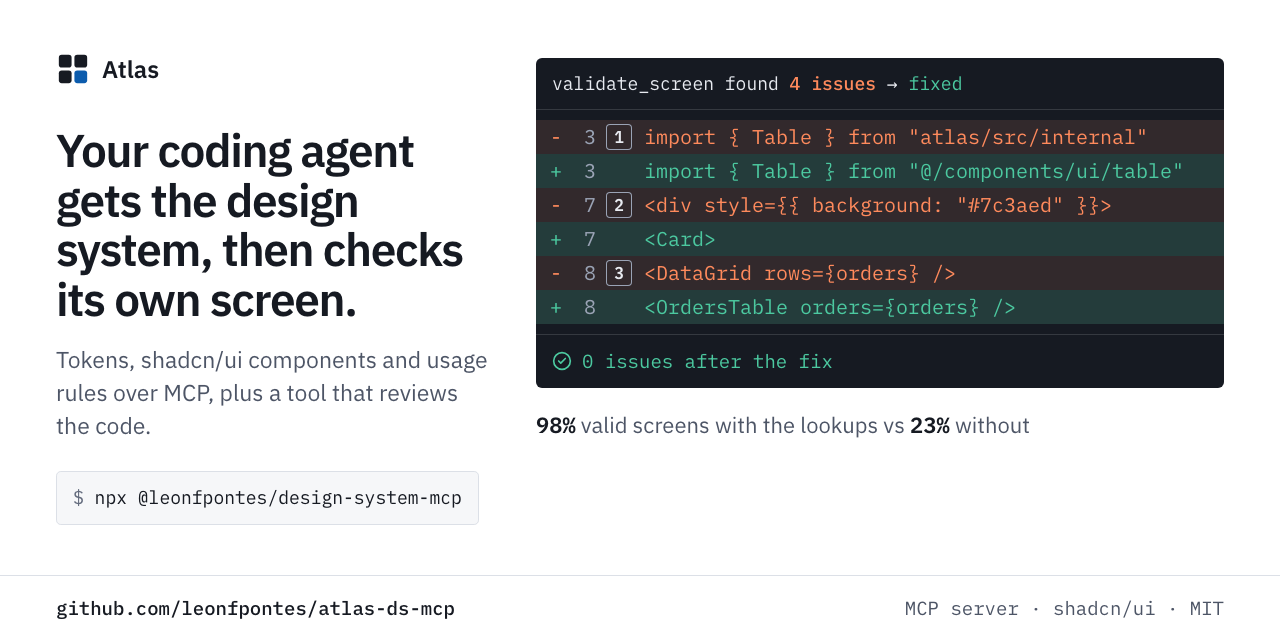 Atlas
Your coding agent
gets the design
system, then checks
its own screen.
Tokens, shadcn/ui components and usage
rules over MCP, plus a tool that reviews
the code.
$ npx @leonfpontes/design-system-mcp
validate_screen found 4 issues → fixed
- 3 1 import { Table } from "atlas/src/internal"
+ 3 import { Table } from "@/components/ui/table"
- 7 2 <div style={{ background: "#7c3aed" }}>
+ 7 <Card>
- 8 3 <DataGrid rows={orders} />
+ 8 <OrdersTable orders={orders} />
0 issues after the fix
98% valid screens with the lookups vs 23% without
github.com/leonfpontes/atlas-ds-mcp
MCP server · shadcn/ui · MIT